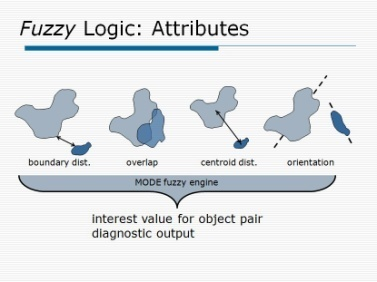 Fuzzy Logic: Attributes
boundary dist. overlap centroid dist. orientation
MODE fuzzy engine
interest value for object pair
diagnostic output